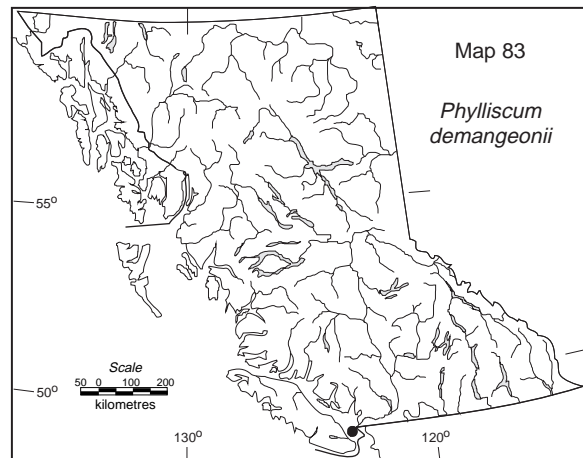 Map 83
Phylliscum
demangeonii
55°
50°
Scale
50 0 100 200
kilometres
130°
120°